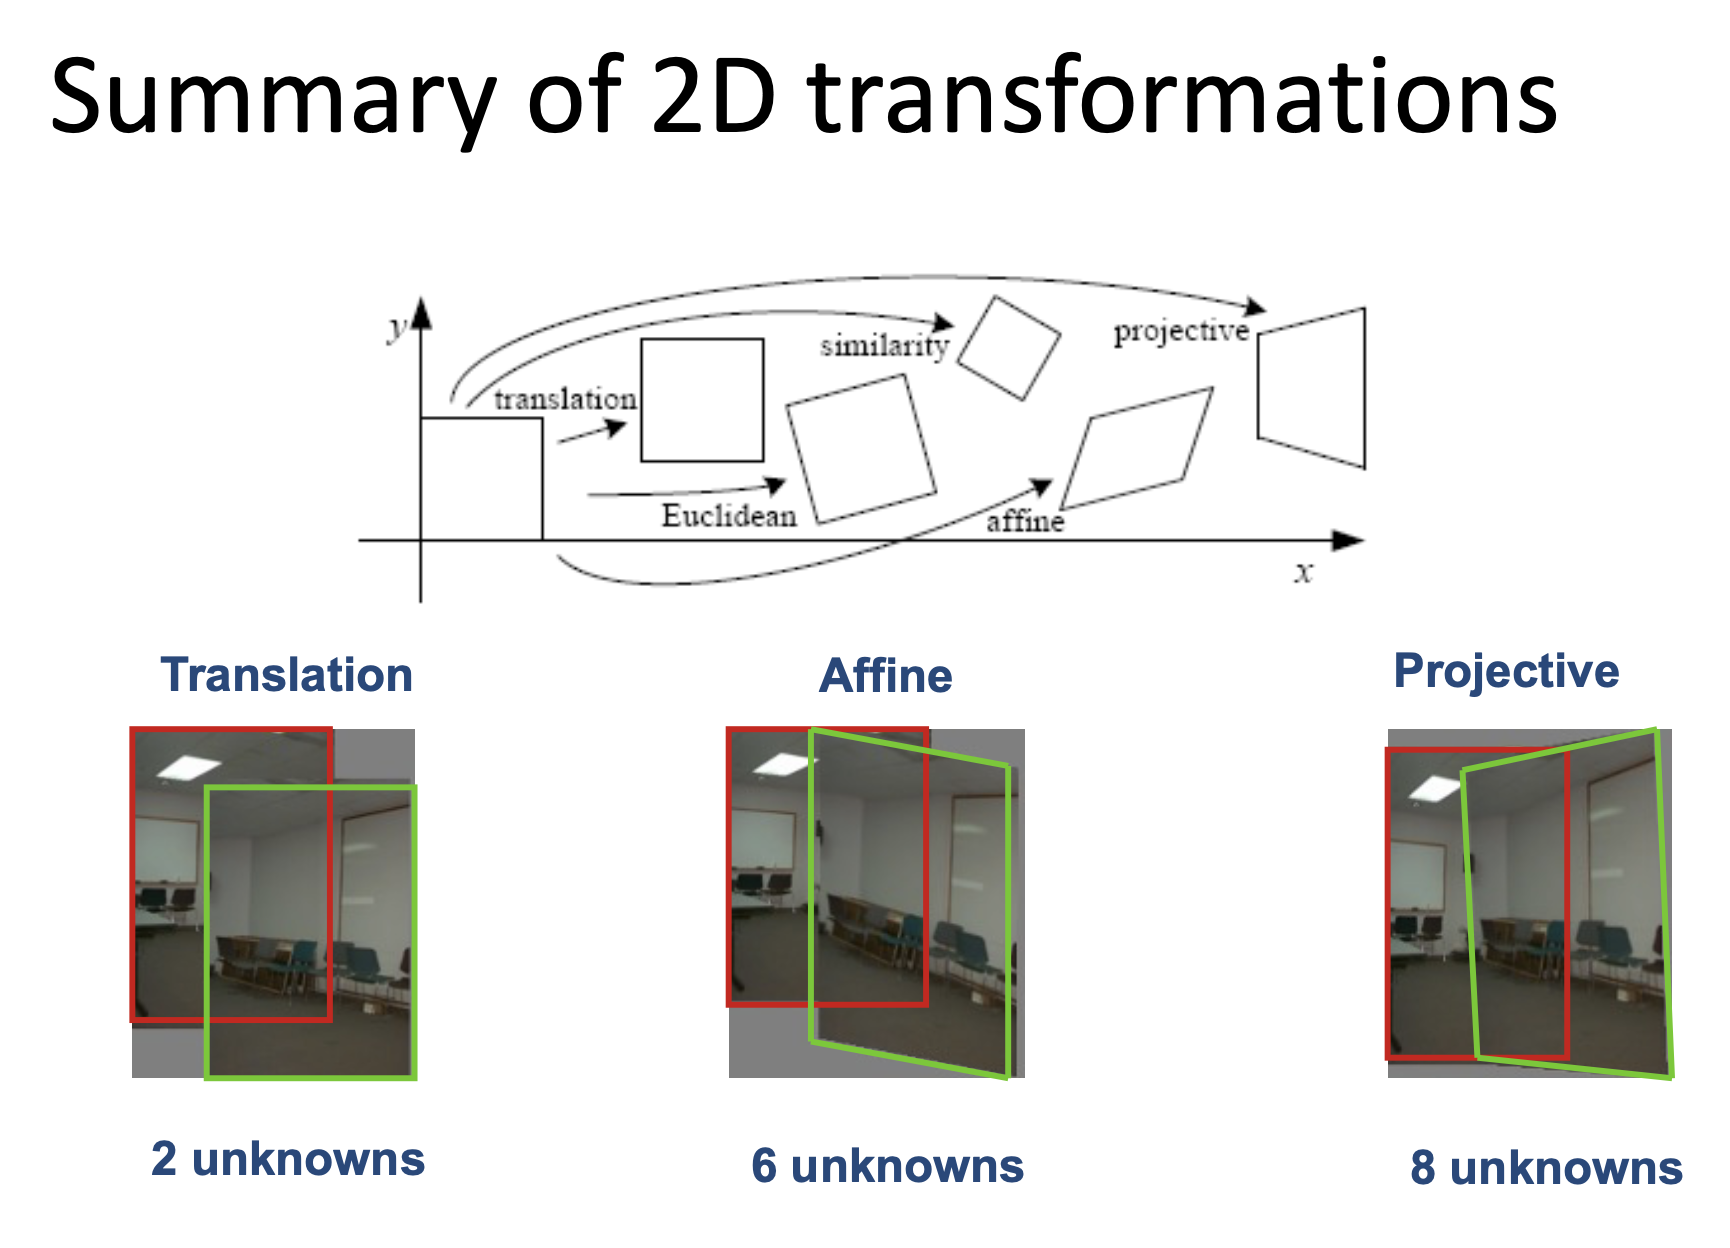 Summary of 2D transformations
y
similarity
projective
translation
Euclidean
affine
x
Translation
Affine
Projective
2 unknowns
6 unknowns
8 unknowns